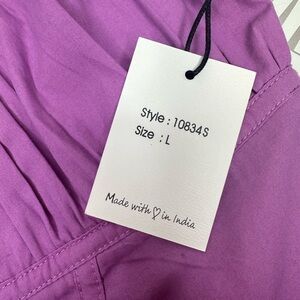 Style : 10834S
Size : L
Made with ♡ in India